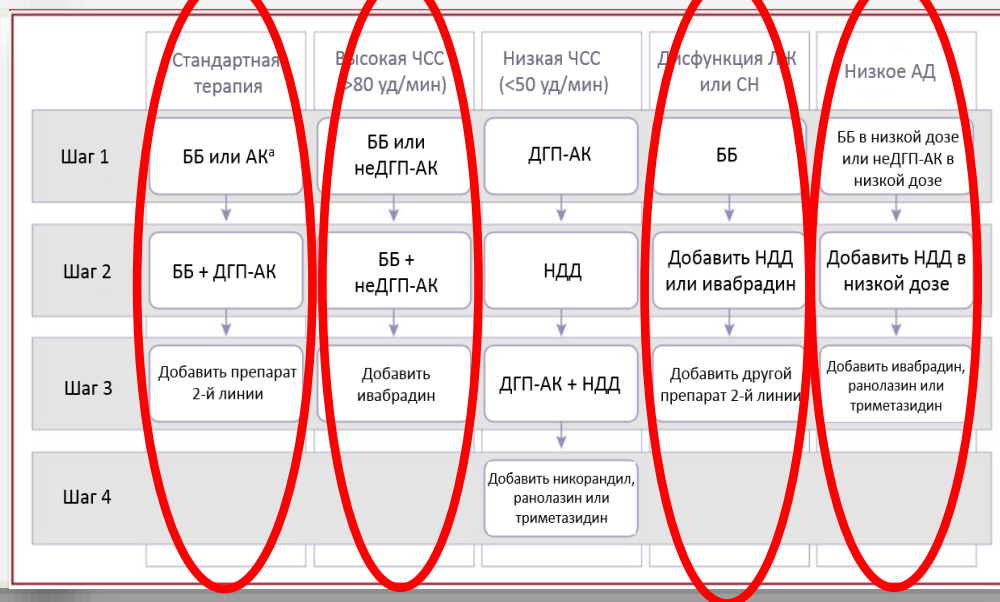 Стандартная
терапия
Высокая ЧСС
(>80 уд/мин)
Низкая ЧСС
(<50 уд/мин)
Дисфункция ЛЖ
или СН
Низкое АД
Шаг 1
ББ или АКᵃ
ББ или
неДГП-АК
ДГП-АК
ББ
ББ в низкой дозе
или неДГП-АК в
низкой дозе
Шаг 2
ББ + ДГП-АК
ББ +
неДГП-АК
НДД
Добавить НДД
или ивабрадин
Добавить НДД в
низкой дозе
Шаг 3
Добавить препарат
2-й линии
Добавить
ивабрадин
ДГП-АК + НДД
Добавить другой
препарат 2-й линии
Добавить ивабрадин,
ранолазин или
триметазидин
Шаг 4
Добавить никорандил,
ранолазин или
триметазидин